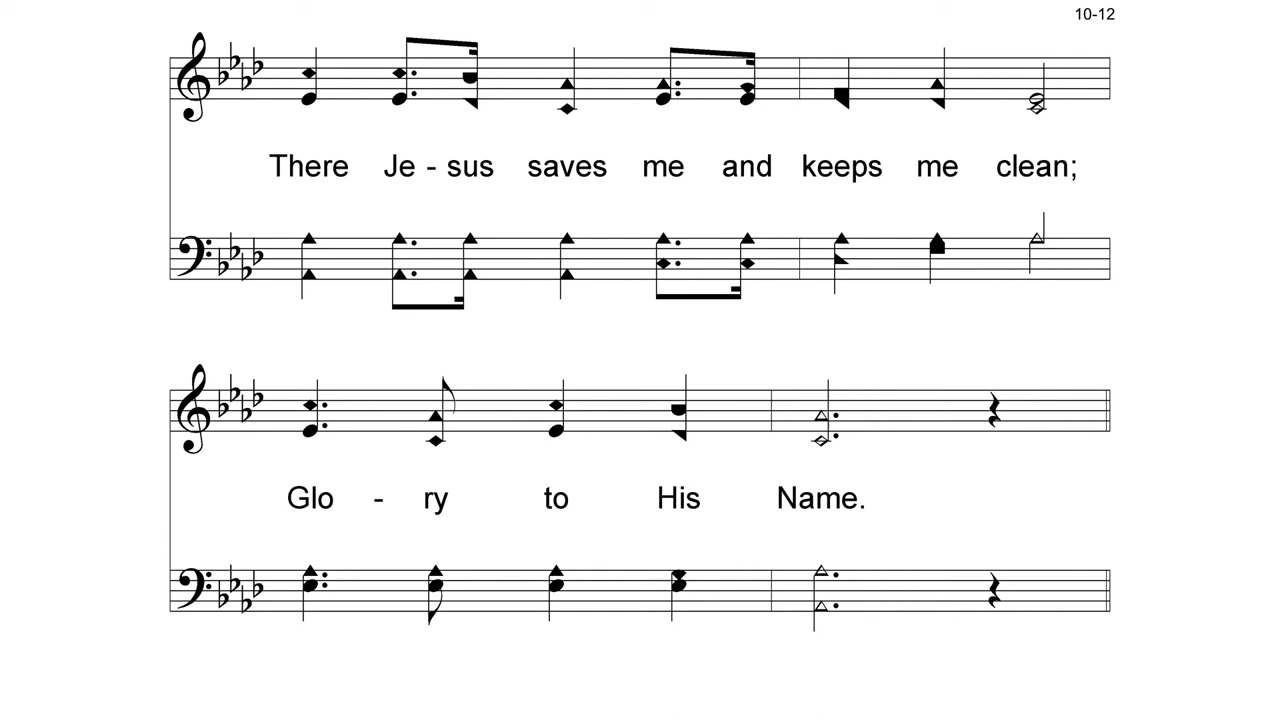 10-12
There Je - sus saves me and keeps me clean;
Glo - ry to His Name.